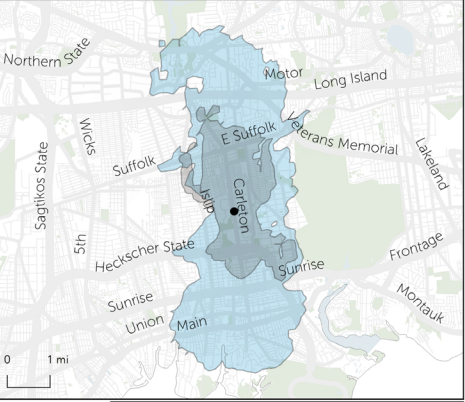 Northern State
Motor
Long Island
Wicks
E Suffolk
Veterans Memorial
Suffolk
Lakeland
Sagtikos State
Islip
Carleton
5th
Heckscher State
Frontage
Sunrise
Sunrise
Montauk
Union
Main
0 1 mi